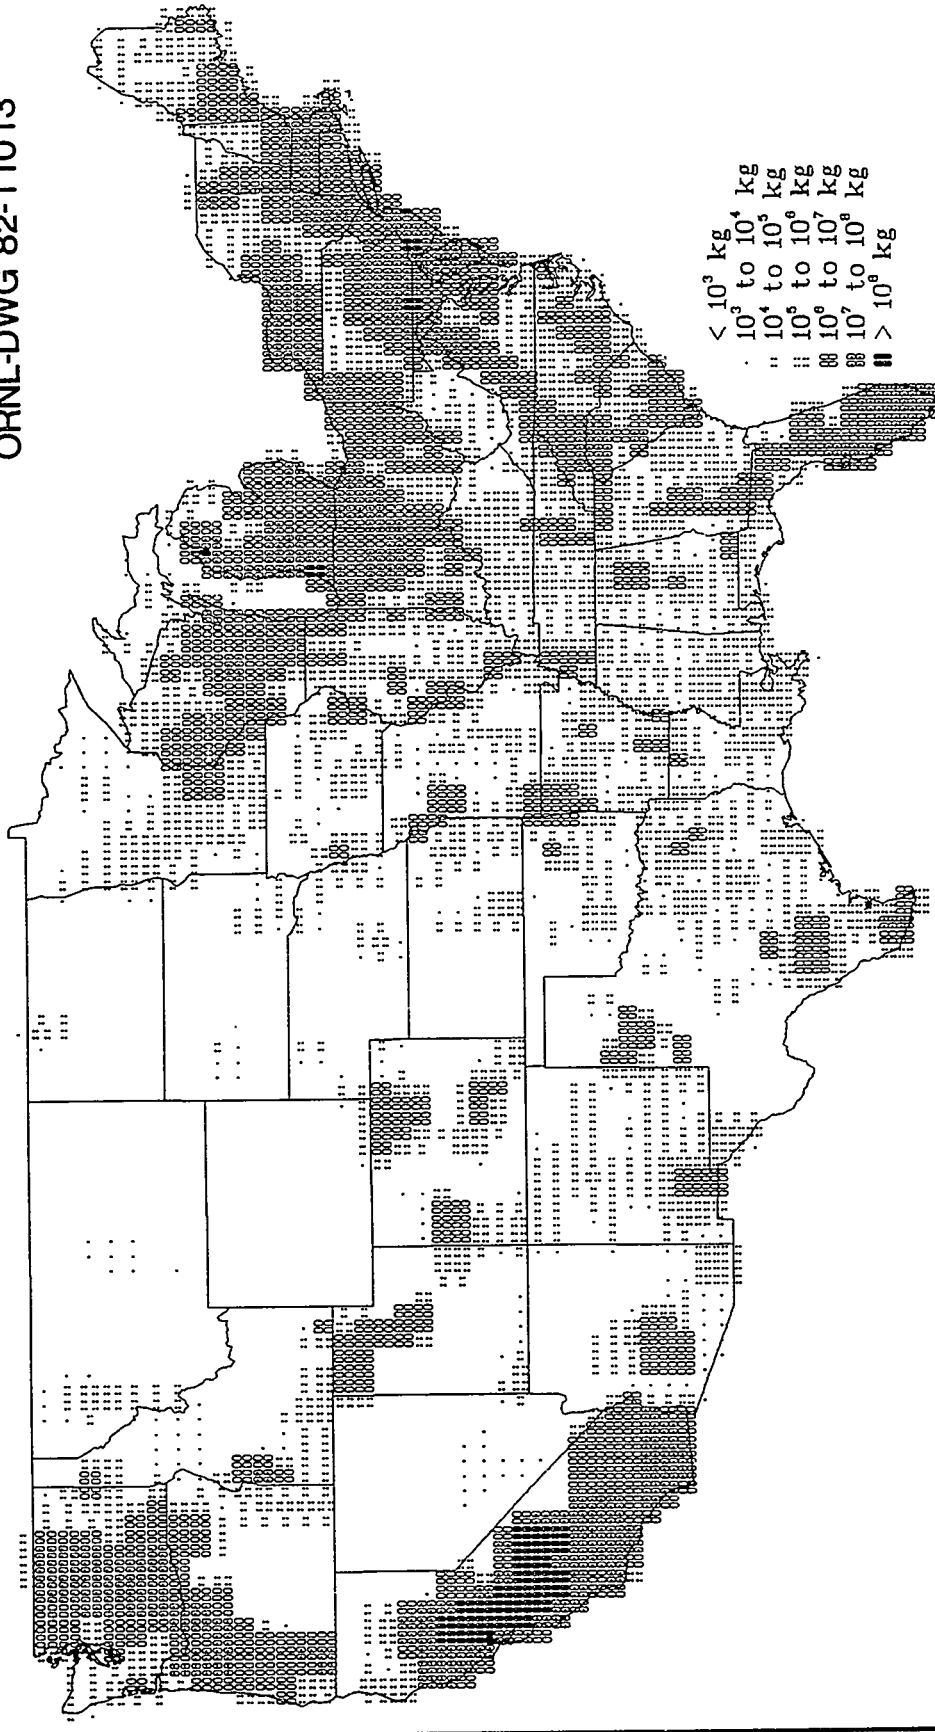 ORNL-DWG 82-11013
< 10³ kg
. 10³ to 10⁴ kg
:: 10⁴ to 10⁵ kg
:: 10⁵ to 10⁶ kg
10⁶ to 10⁷ kg
10⁷ to 10⁸ kg
> 10⁸ kg